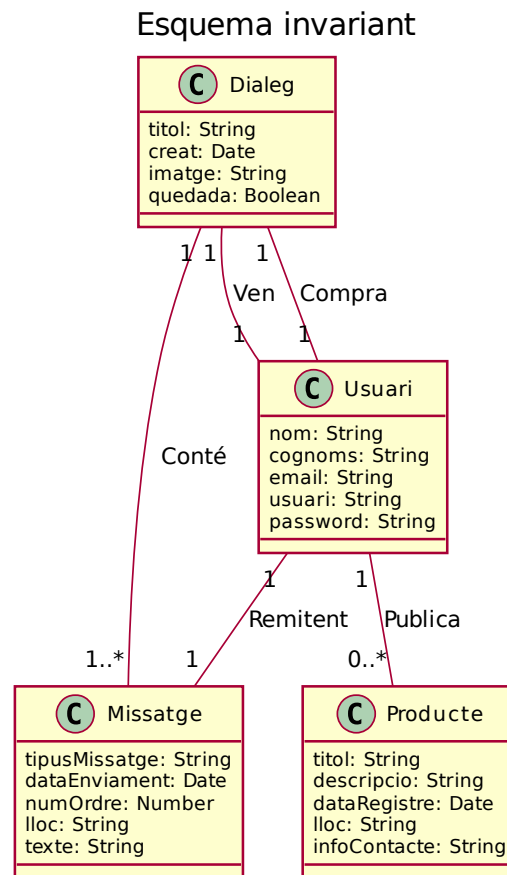 Esquema invariant
C Dialeg
titol: String
creat: Date
imatge: String
quedada: Boolean
1 1 1
Ven Compra
1 1
C Usuari
nom: String
cognoms: String
email: String
usuari: String
password: String
Conté
1 1
Remitent Publica
1..* 1 0..*
C Missatge
tipusMissatge: String
dataEnviament: Date
numOrdre: Number
lloc: String
texte: String
C Producte
titol: String
descripcio: String
dataRegistre: Date
lloc: String
infoContacte: String